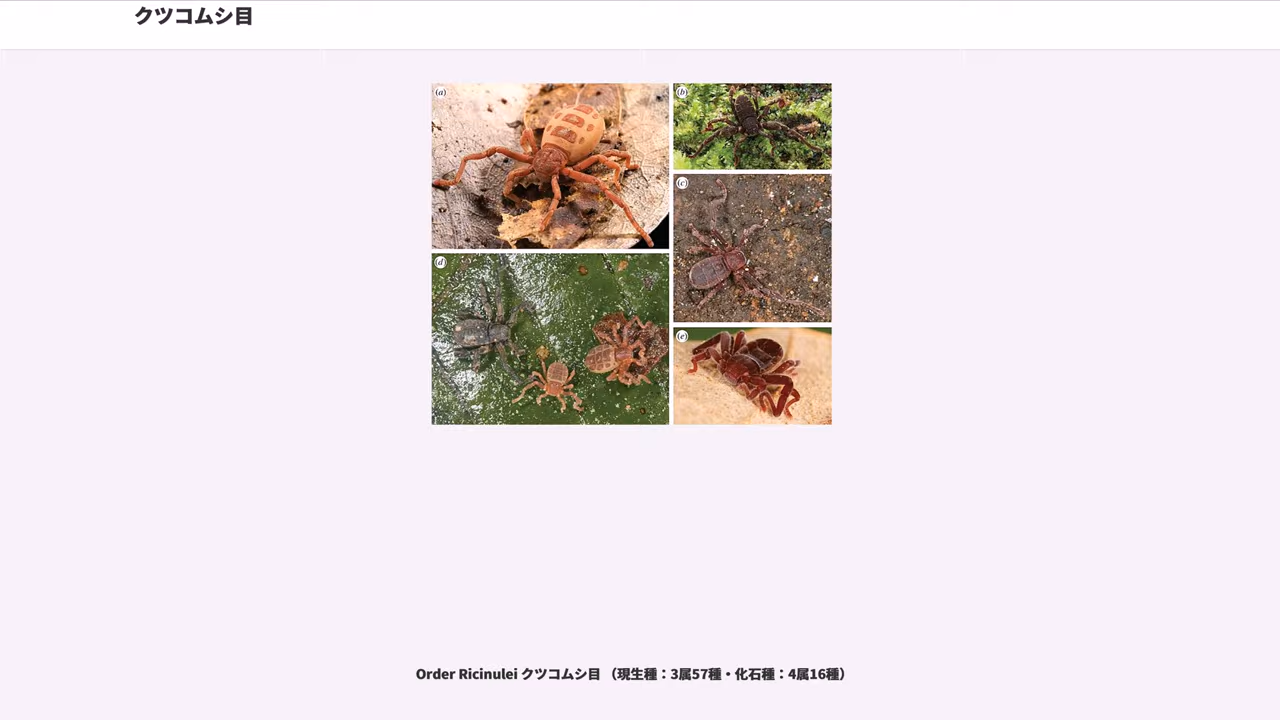 クツコムシ目
(a)
(b)
(c)
(d)
(e)
Order Ricinulei クツコムシ目 （現生種：3属57種・化石種：4属16種）